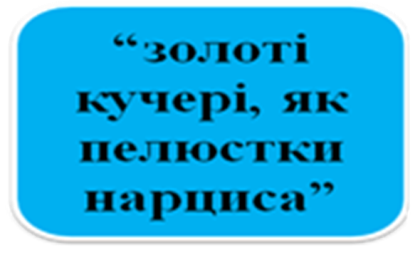 “золоті
кучері, як
пелюстки
нарциса”